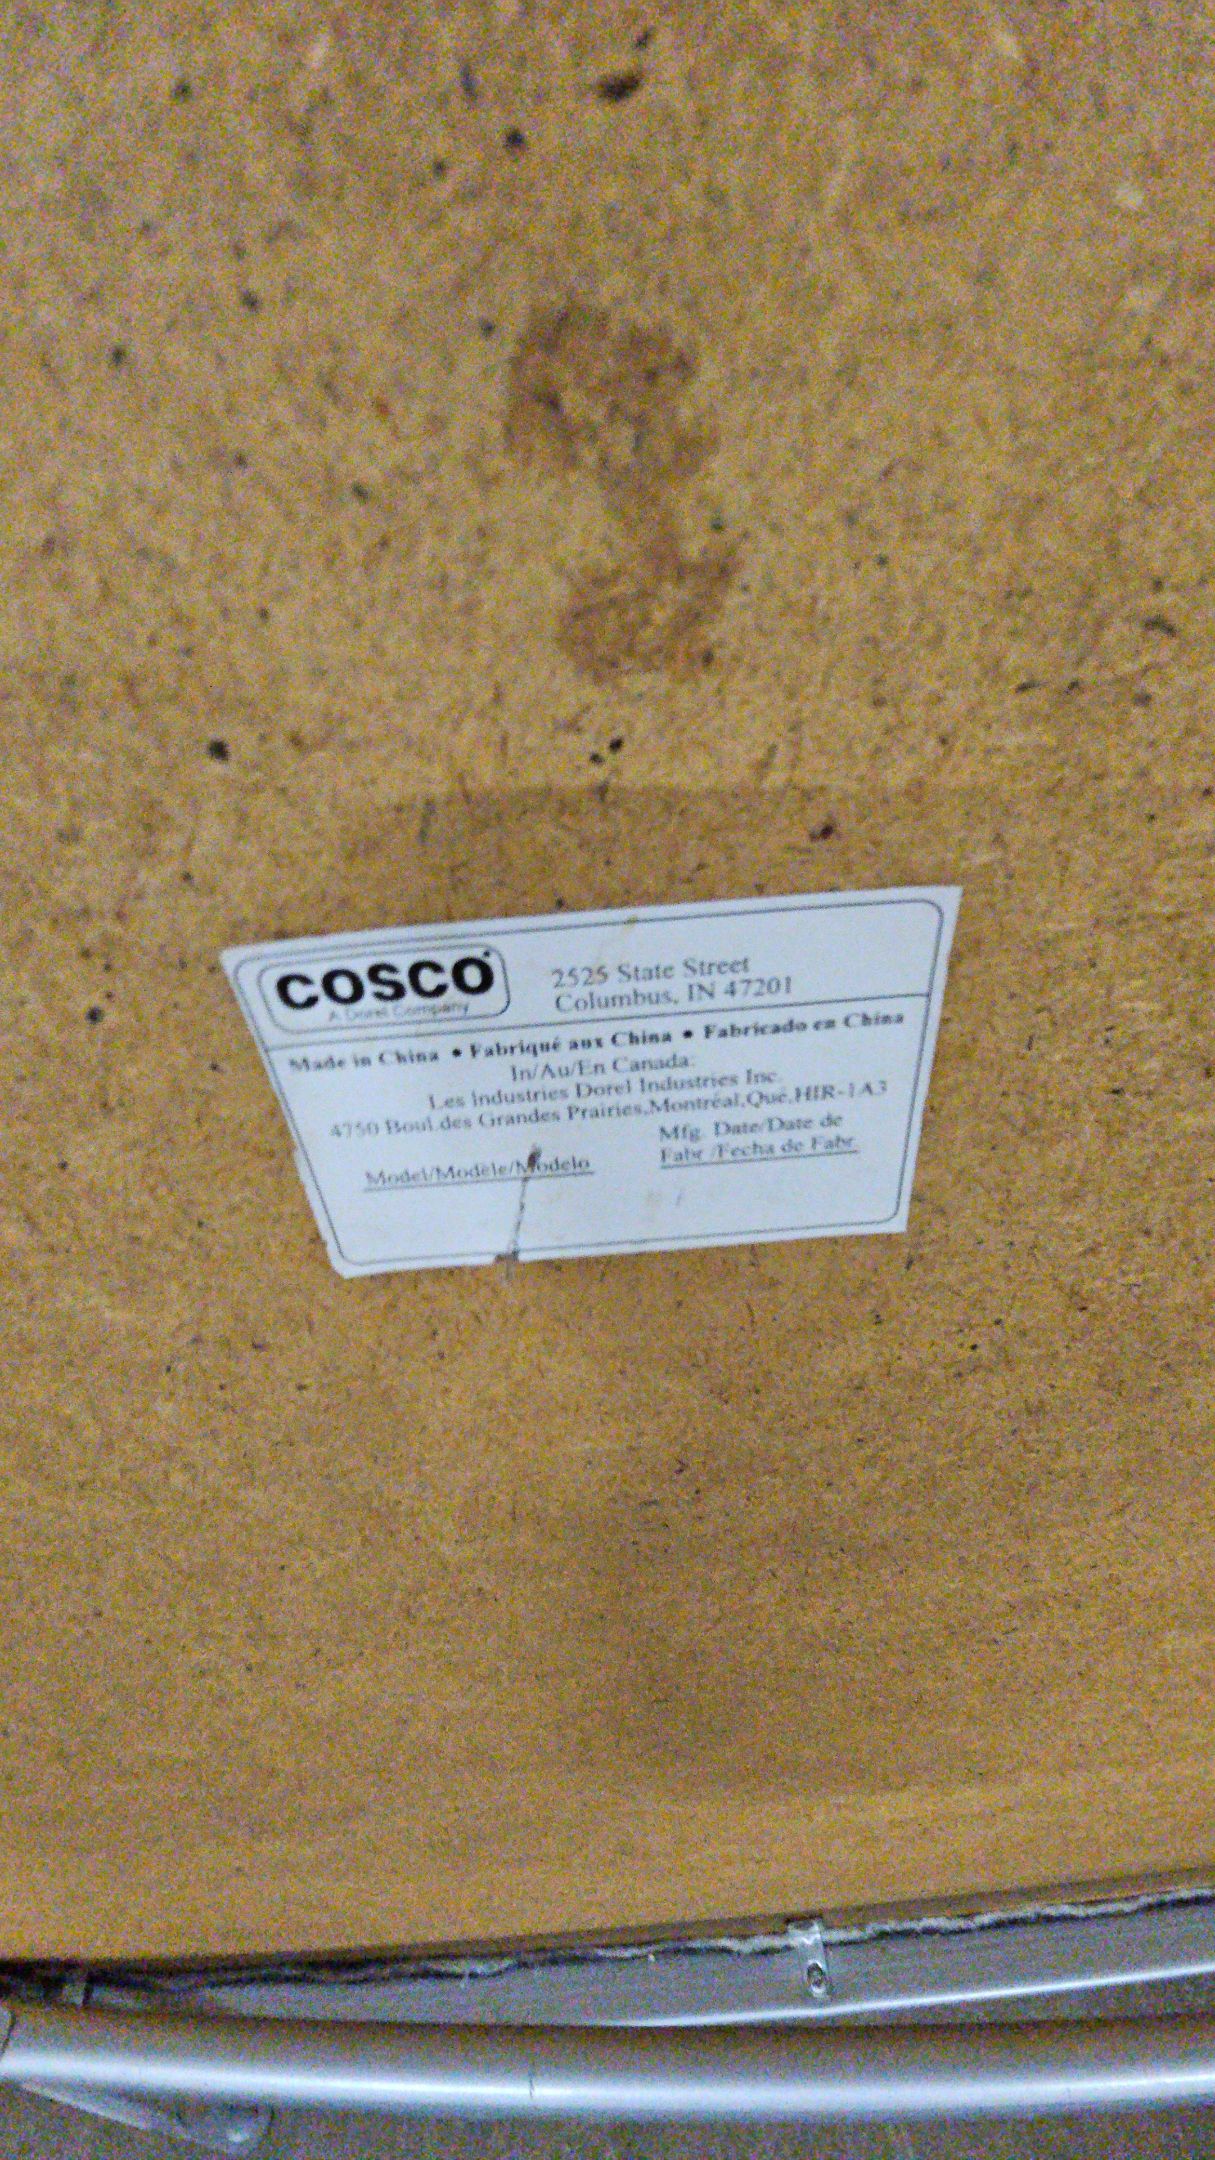 COSCO
A Dorel Company
2525 State Street
Columbus, IN 47201
Made in China • Fabriqué aux China • Fabricado en China
In/Au/En Canada:
Les Industries Dorel Industries Inc.
4750 Boul.des Grandes Prairies,Montréal,Qué,H1R-1A3
Model/Modèle/Modelo
Mfg. Date/Date de
Fabr./Fecha de Fabr.